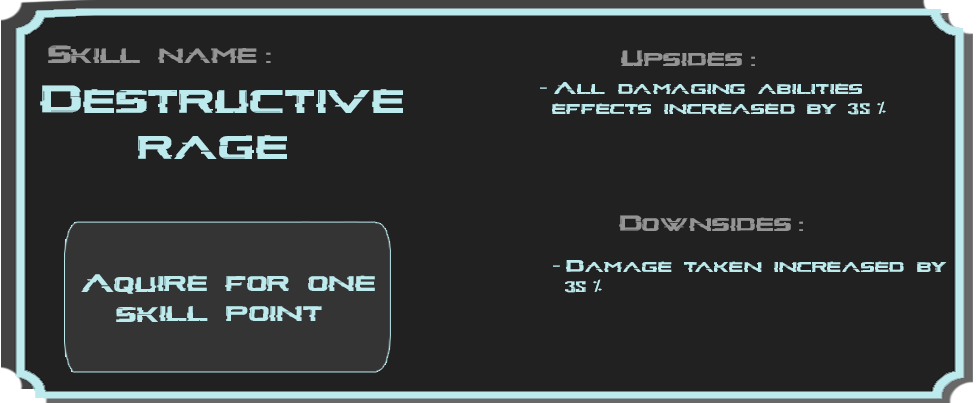 Skill name:
Destructive
rage
Aquire for one
skill point
Upsides:
- All damaging abilities
effects increased by 35%
Downsides:
- Damage taken increased by
35%